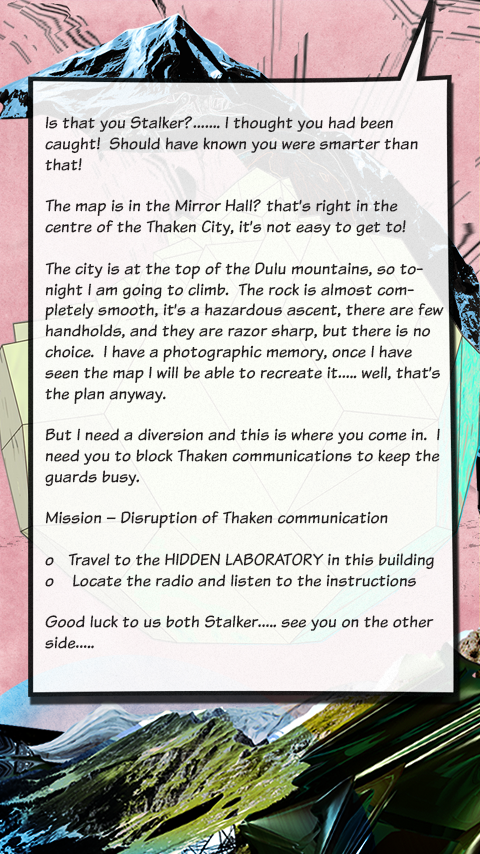 Is that you Stalker?....... I thought you had been
caught!  Should have known you were smarter than
that!
The map is in the Mirror Hall? that's right in the
centre of the Thaken City, it's not easy to get to!
The city is at the top of the Dulu mountains, so to-
night I am going to climb.  The rock is almost com-
pletely smooth, it's a hazardous ascent, there are few
handholds, and they are razor sharp, but there is no
choice.  I have a photographic memory, once I have
seen the map I will be able to recreate it..... well, that's
the plan anyway.
But I need a diversion and this is where you come in.  I
need you to block Thaken communications to keep the
guards busy.
Mission – Disruption of Thaken communication
o   Travel to the HIDDEN LABORATORY in this building
o    Locate the radio and listen to the instructions
Good luck to us both Stalker..... see you on the other
side.....